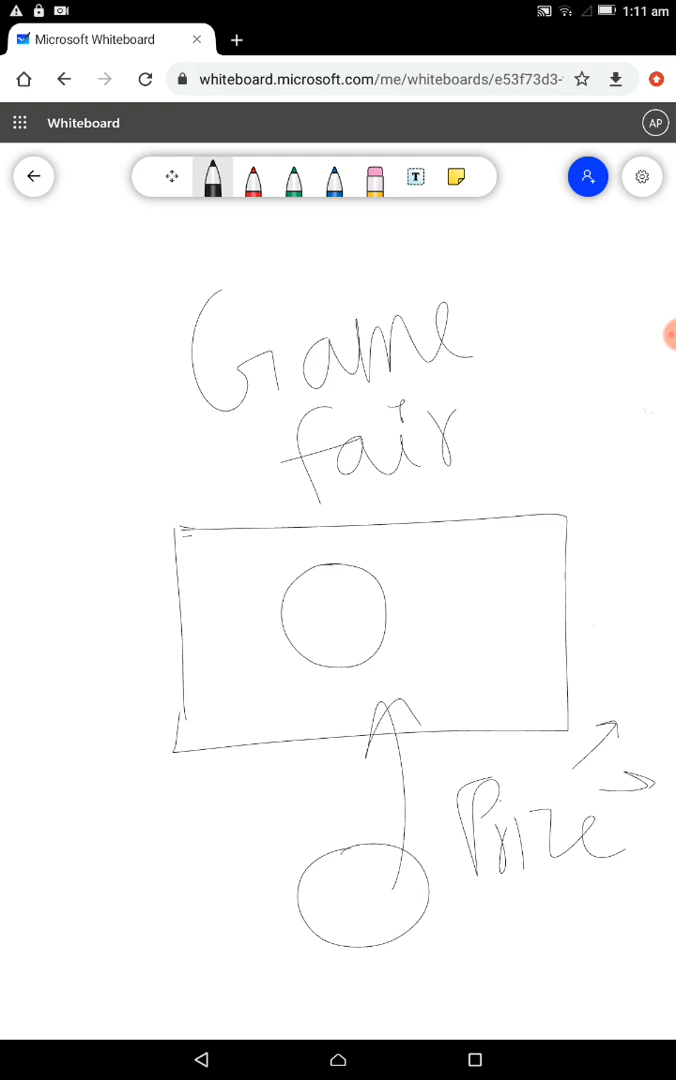 1:11 am
Microsoft Whiteboard
whiteboard.microsoft.com/me/whiteboards/e53f73d3-
Whiteboard
AP
T
Game
fair
Prize